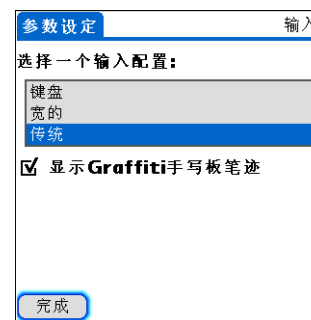 参数设定 输入
选择一个输入配置：
键盘
宽的
传统
显示Graffiti手写板笔迹
完成